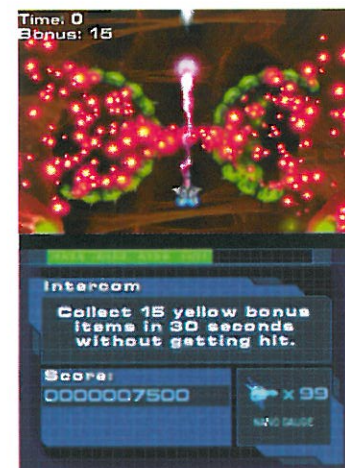 Time: 0
Bonus: 15
Intercom
Collect 15 yellow bonus
items in 30 seconds
without getting hit.
Score:
0000007500
x 99
NANO GAUGE